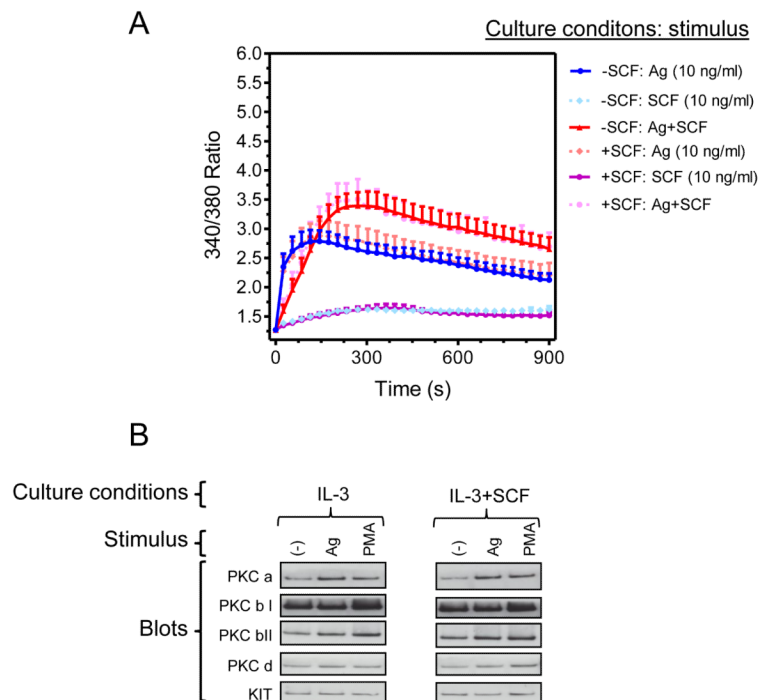 A
Culture conditons: stimulus
6.0
5.5
5.0
4.5
4.0
3.5
3.0
2.5
2.0
1.5
340/380 Ratio
0
300
600
900
Time (s)
-SCF: Ag (10 ng/ml)
-SCF: SCF (10 ng/ml)
-SCF: Ag+SCF
+SCF: Ag (10 ng/ml)
+SCF: SCF (10 ng/ml)
+SCF: Ag+SCF
B
Culture conditions
IL-3
IL-3+SCF
Stimulus
(-)
Ag
PMA
(-)
Ag
PMA
Blots
PKC a
PKC b I
PKC bII
PKC d
KIT